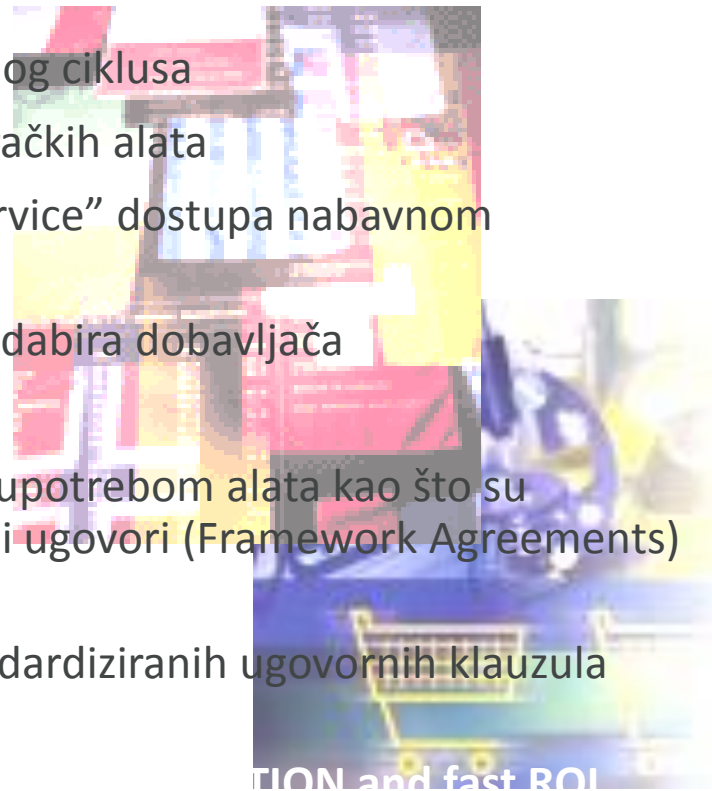 og ciklusa
ačkih alata
rvice” dostupa nabavnom
dabira dobavljača
upotrebom alata kao što su
i ugovori (Framework Agreements)
dardiziranih ugovornih klauzula
TION and fast ROI